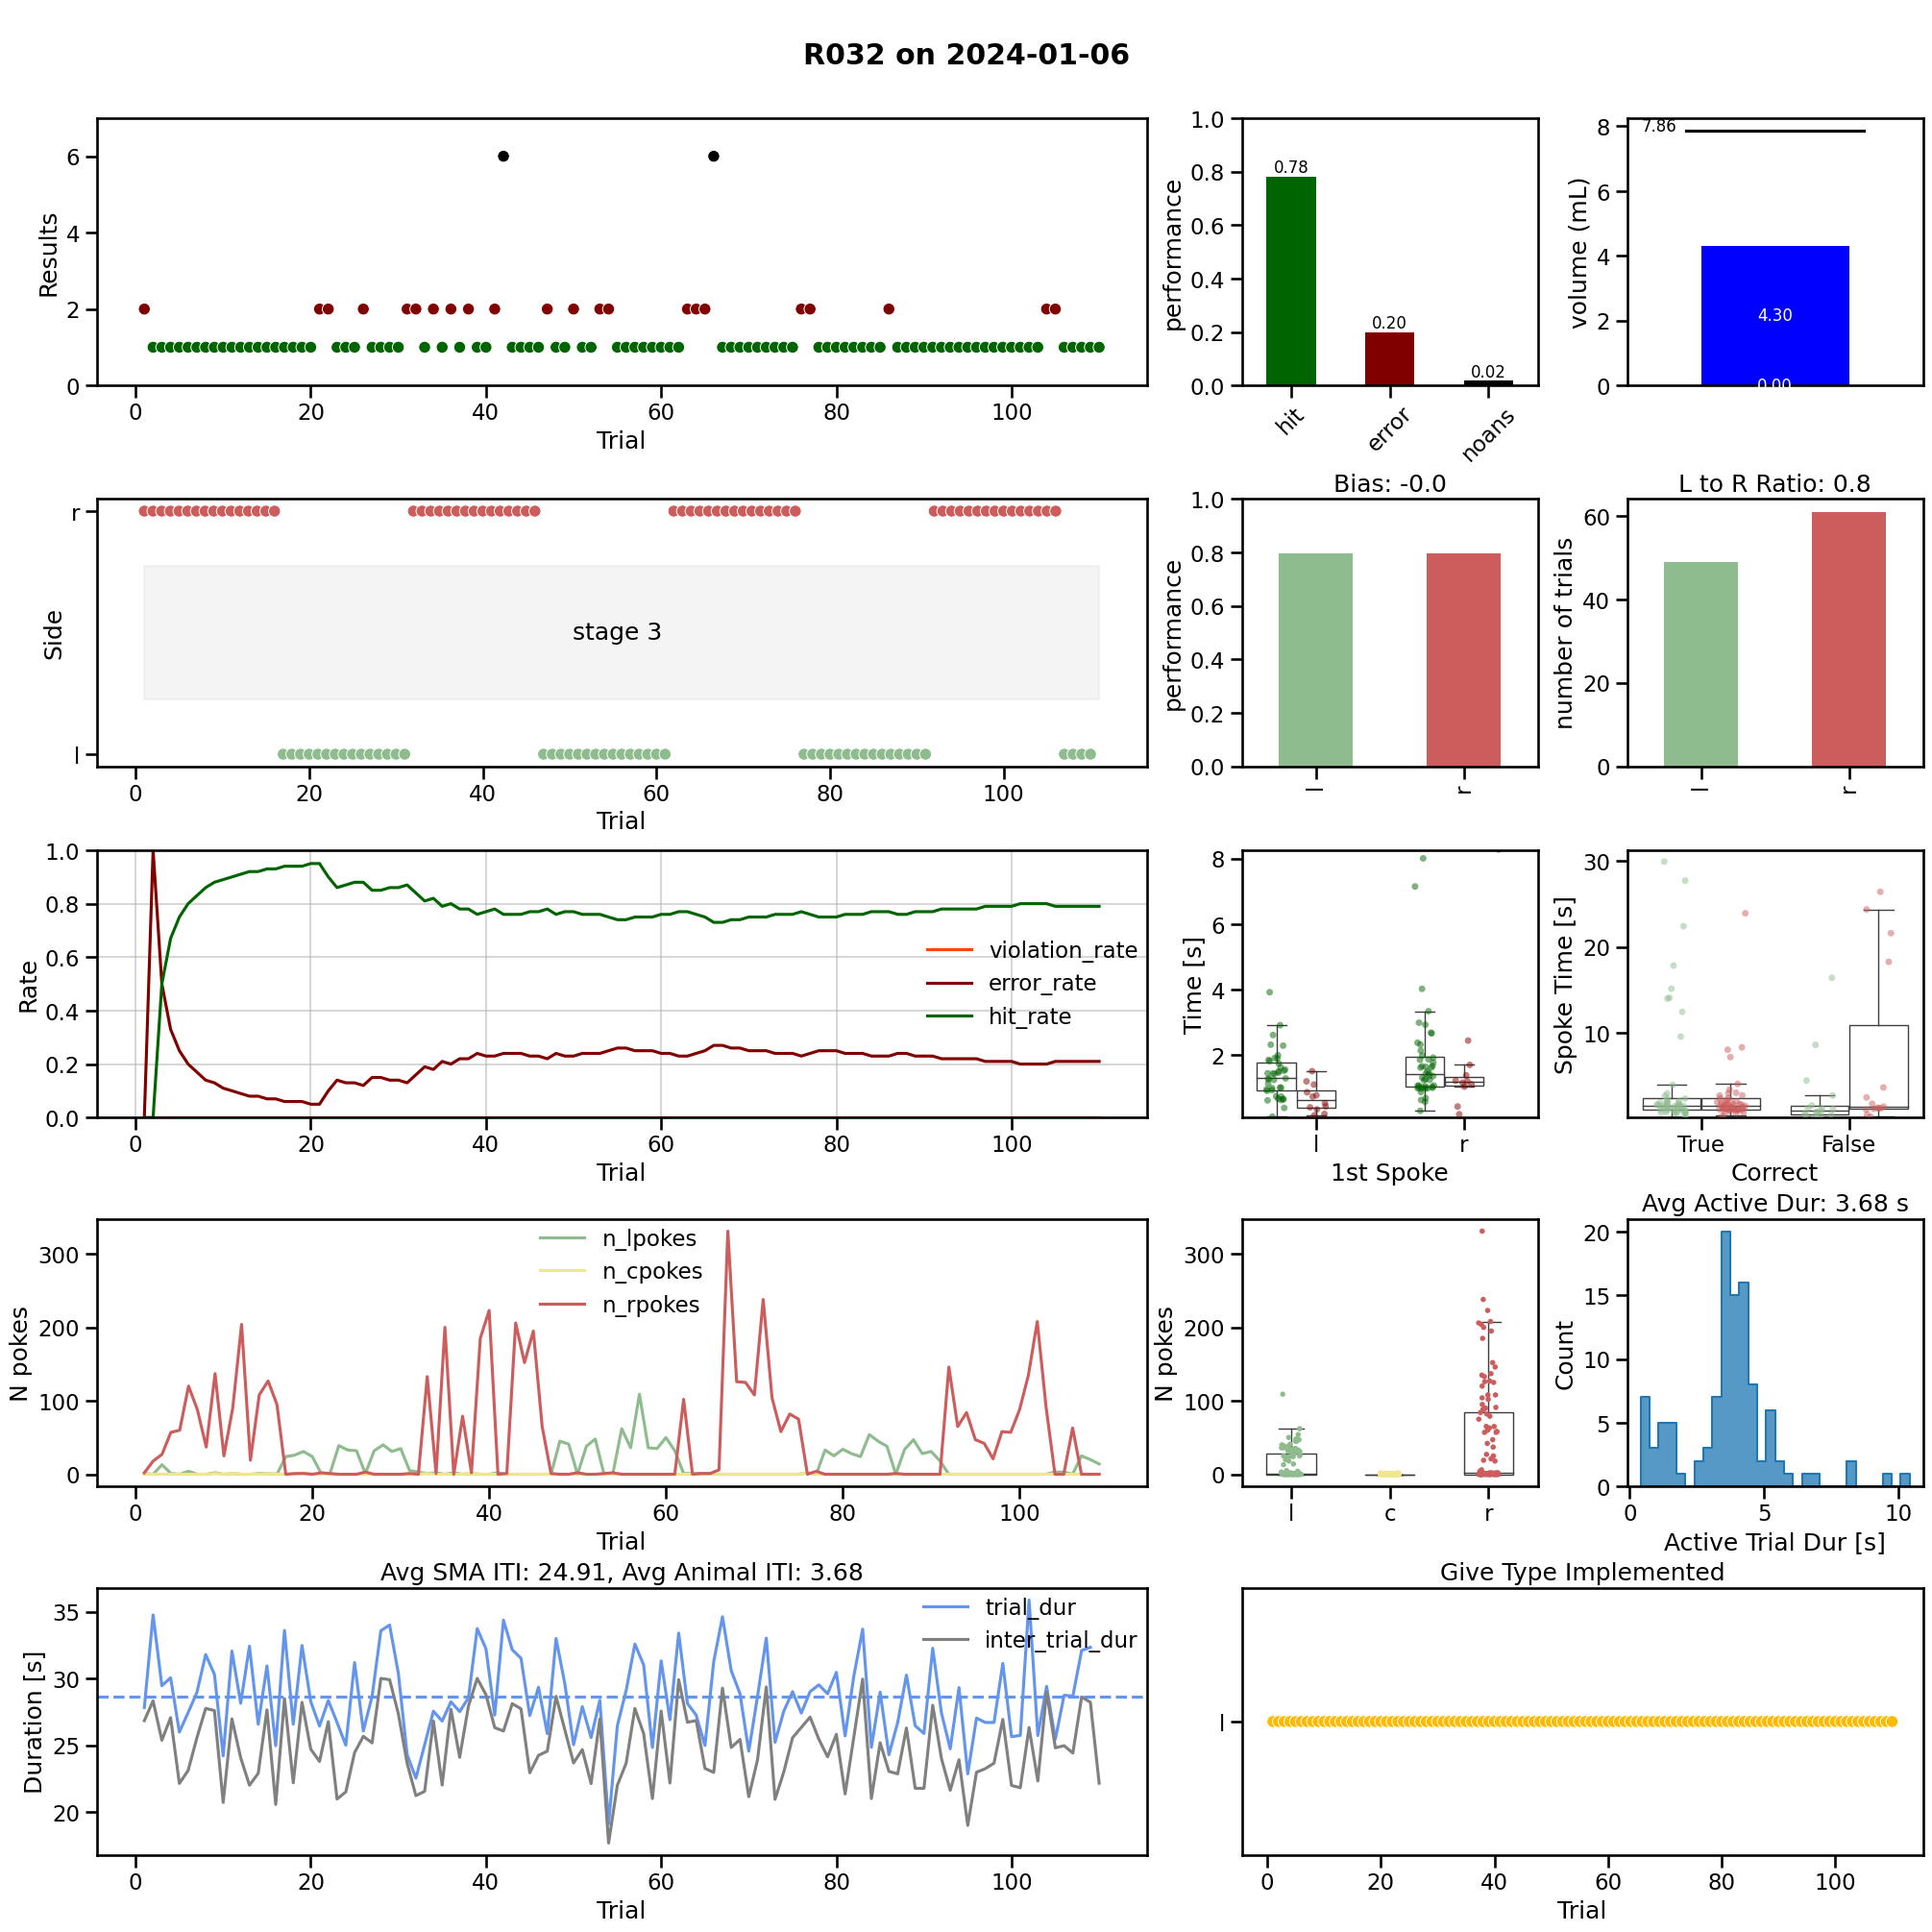 R032 on 2024-01-06
Results
6
4
2
0
0 20 40 60 80 100
Trial
performance
1.0
0.8
0.6
0.4
0.2
0.0
0.78
0.20
0.02
hit error noans
volume (mL)
8
6
4
2
0
7.86
4.30
0.00
Side
r
l
stage 3
0 20 40 60 80 100
Trial
Bias: -0.0
performance
1.0
0.8
0.6
0.4
0.2
0.0
l r
L to R Ratio: 0.8
number of trials
60
40
20
0
l r
Rate
1.0
0.8
0.6
0.4
0.2
0.0
violation_rate
error_rate
hit_rate
0 20 40 60 80 100
Trial
Time [s]
8
6
4
2
l r
1st Spoke
Spoke Time [s]
30
20
10
True False
Correct
N pokes
300
200
100
0
n_lpokes
n_cpokes
n_rpokes
0 20 40 60 80 100
Trial
N pokes
300
200
100
0
l c r
Avg Active Dur: 3.68 s
Count
20
15
10
5
0
0 5 10
Active Trial Dur [s]
Avg SMA ITI: 24.91, Avg Animal ITI: 3.68
Duration [s]
35
30
25
20
trial_dur
inter_trial_dur
0 20 40 60 80 100
Trial
Give Type Implemented
l
0 20 40 60 80 100
Trial